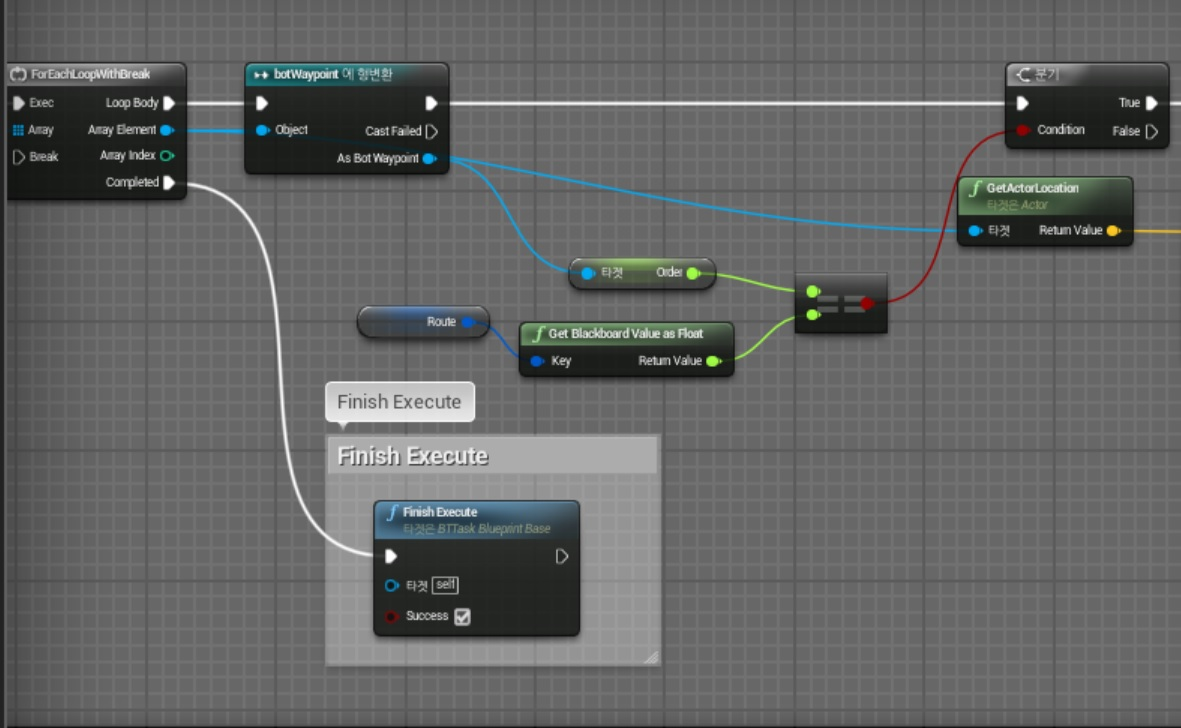 ForEachLoopWithBreak
Exec Loop Body
Array Array Element
Break Array Index
Completed
botWaypoint 에 형변환
Object Cast Failed
As Bot Waypoint
분기
True
Condition False
GetActorLocation
타겟은 Actor
타겟 Return Value
타겟 Order
==
Route
Get Blackboard Value as Float
Key Return Value
Finish Execute
Finish Execute
Finish Execute
타겟은 BTTask Blueprint Base
타겟 self
Success